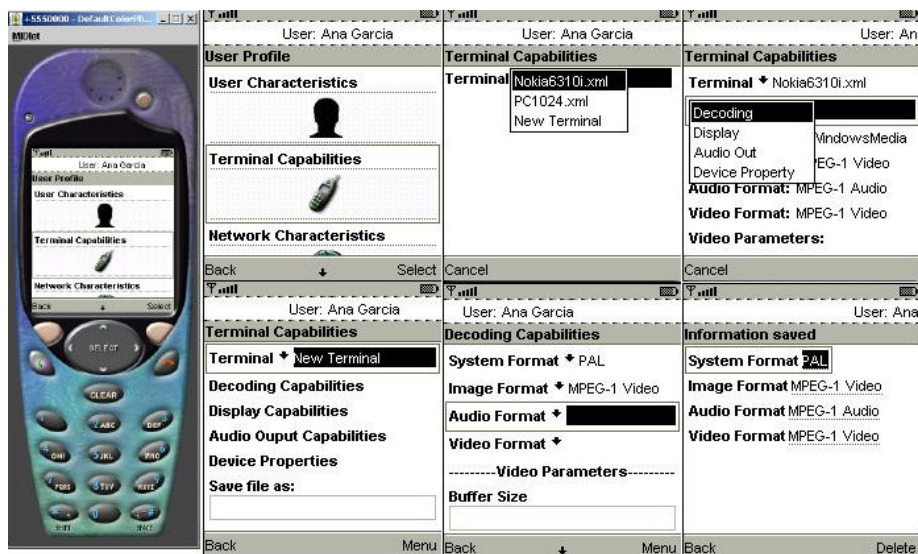 +5550000 - DefaultColorPh...
MIDlet
User: Ana Garcia
User Profile
User Characteristics
Terminal Capabilities
Network Characteristics
Back
Select
SELECT
CLEAR
2 ABC
DEF
4 GHI
5 JKL
MNO
PQRS
8 TUV
WXYZ
0
SHIFT
SPACE
User: Ana Garcia
User Profile
User Characteristics
Terminal Capabilities
Network Characteristics
Back
Select
User: Ana Garcia
Terminal Capabilities
Terminal
Nokia6310i.xml
PC1024.xml
New Terminal
Cancel
User: An
Terminal Capabilities
Terminal Nokia6310i.xml
Decoding
Display
Audio Out
Device Property
WindowsMedia
PEG-1 Video
Audio Format: MPEG-1 Audio
Video Format: MPEG-1 Video
Video Parameters:
Cancel
User: Ana Garcia
Terminal Capabilities
Terminal New Terminal
Decoding Capabilities
Display Capabilities
Audio Ouput Capabilities
Device Properties
Save file as:
Back
Menu
User: Ana Garcia
Decoding Capabilities
System Format PAL
Image Format MPEG-1 Video
Audio Format
Video Format
---------Video Parameters--------
Buffer Size
Back
Menu
User: Ana
Information saved
System Format PAL
Image Format MPEG-1 Video
Audio Format MPEG-1 Audio
Video Format MPEG-1 Video
Back
Delete